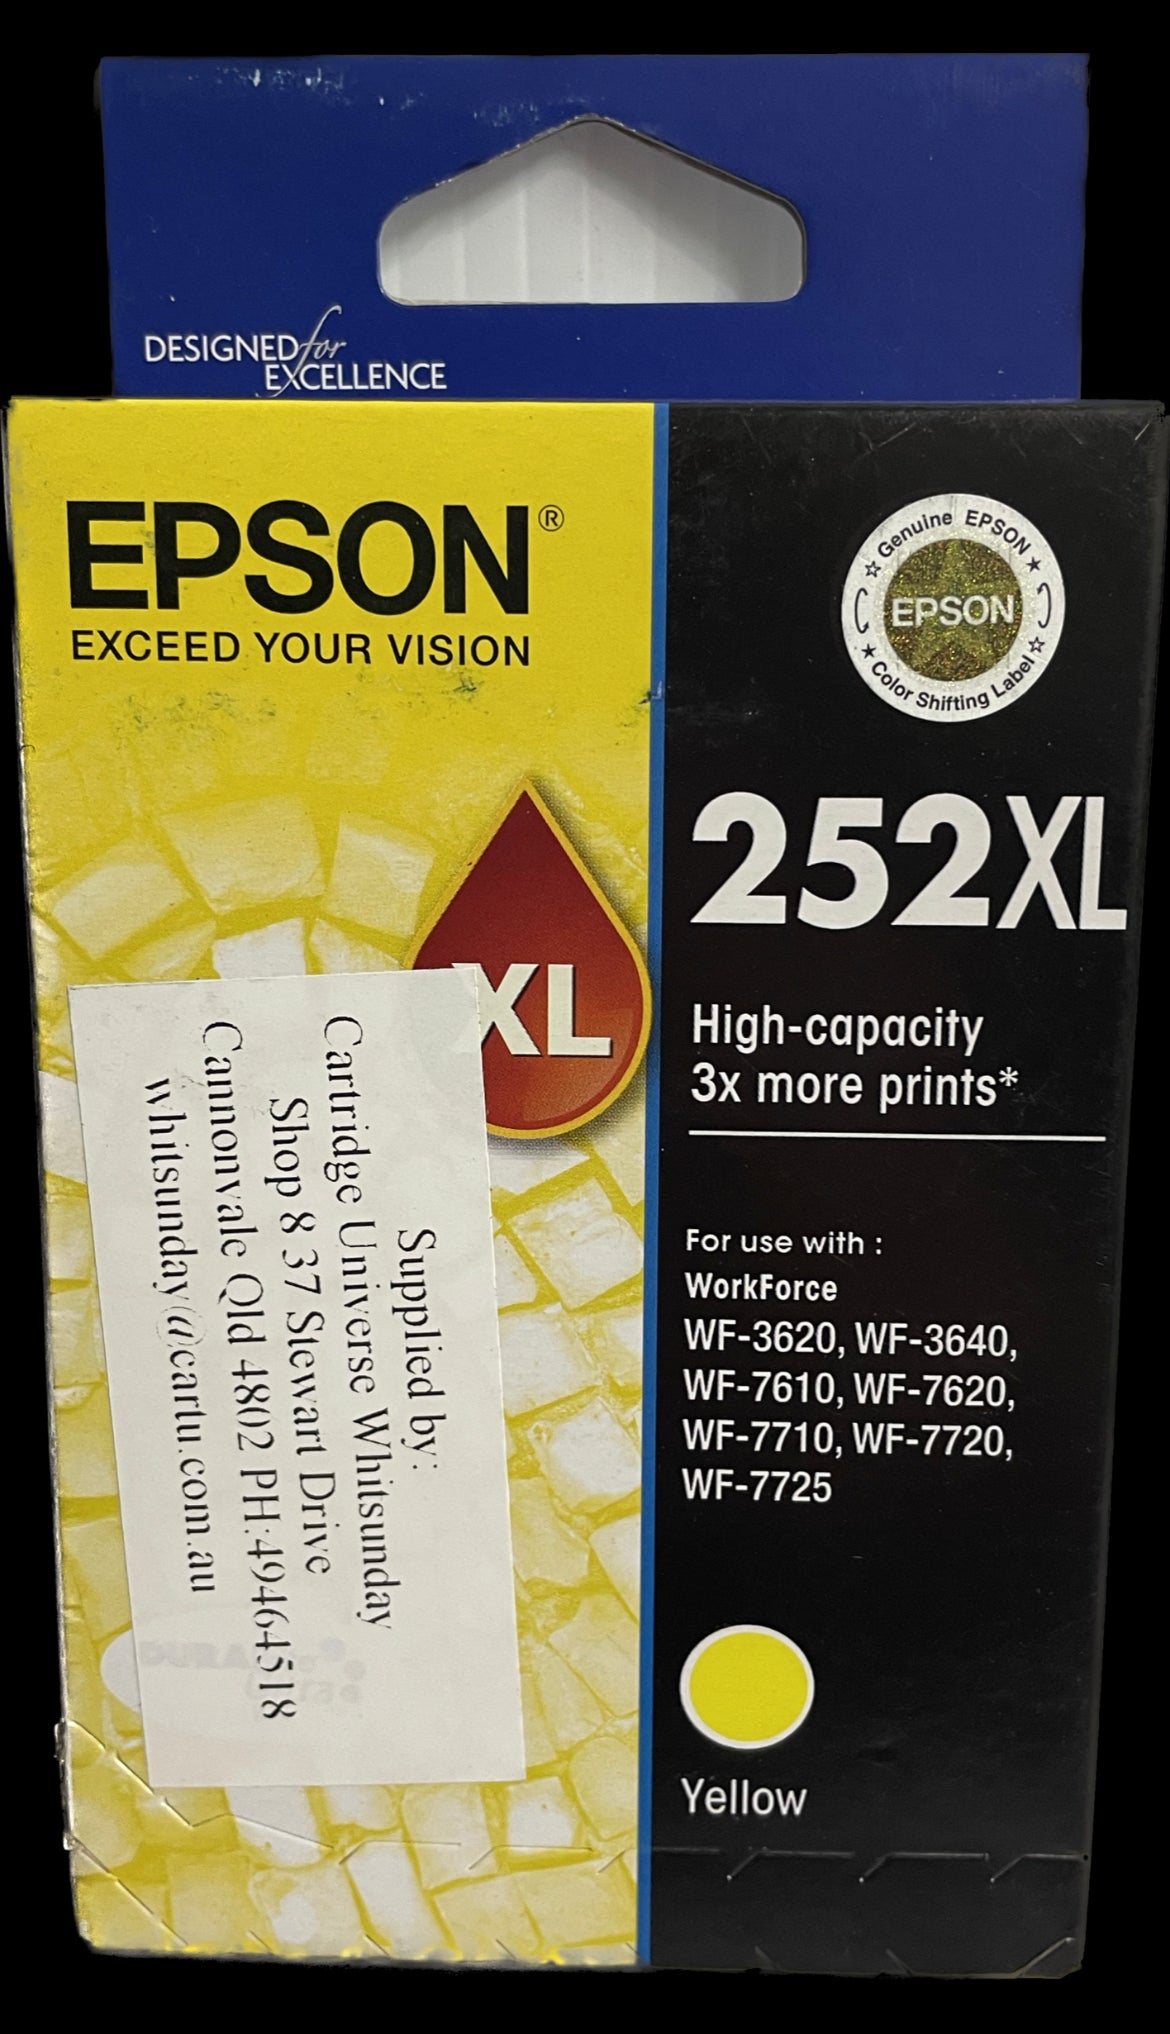 DESIGNED for
EXCELLENCE
EPSON®
EXCEED YOUR VISION
Genuine EPSON
EPSON
Color Shifting Label
252XL
XL
High-capacity
3x more prints*
For use with :
WorkForce
WF-3620, WF-3640,
WF-7610, WF-7620,
WF-7710, WF-7720,
WF-7725
Yellow
Supplied by:
Cartridge Universe Whitsunday
Shop 8 37 Stewart Drive
Cannonvale Qld 4802 PH:49464518
whitsunday@cartu.com.au
DURA